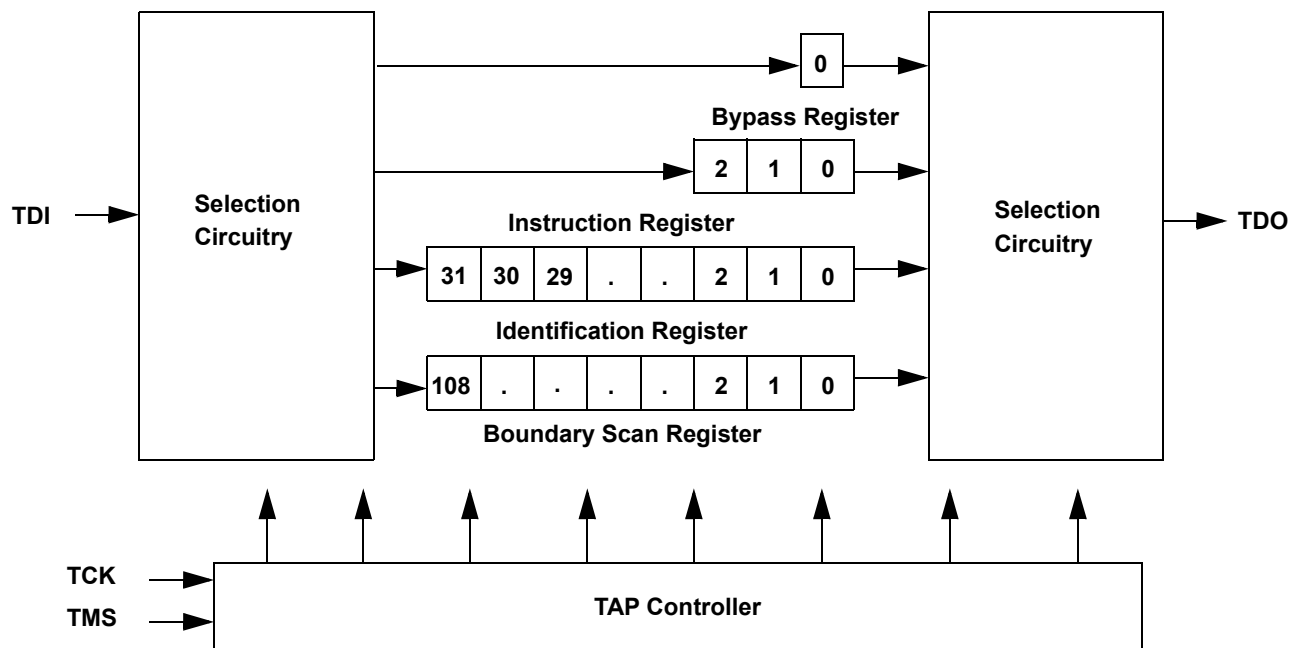 0
Bypass Register
2 1 0
TDI
Selection
Circuitry
Selection
Circuitry
TDO
Instruction Register
31 30 29 . . 2 1 0
Identification Register
108 . . . . 2 1 0
Boundary Scan Register
TCK
TMS
TAP Controller